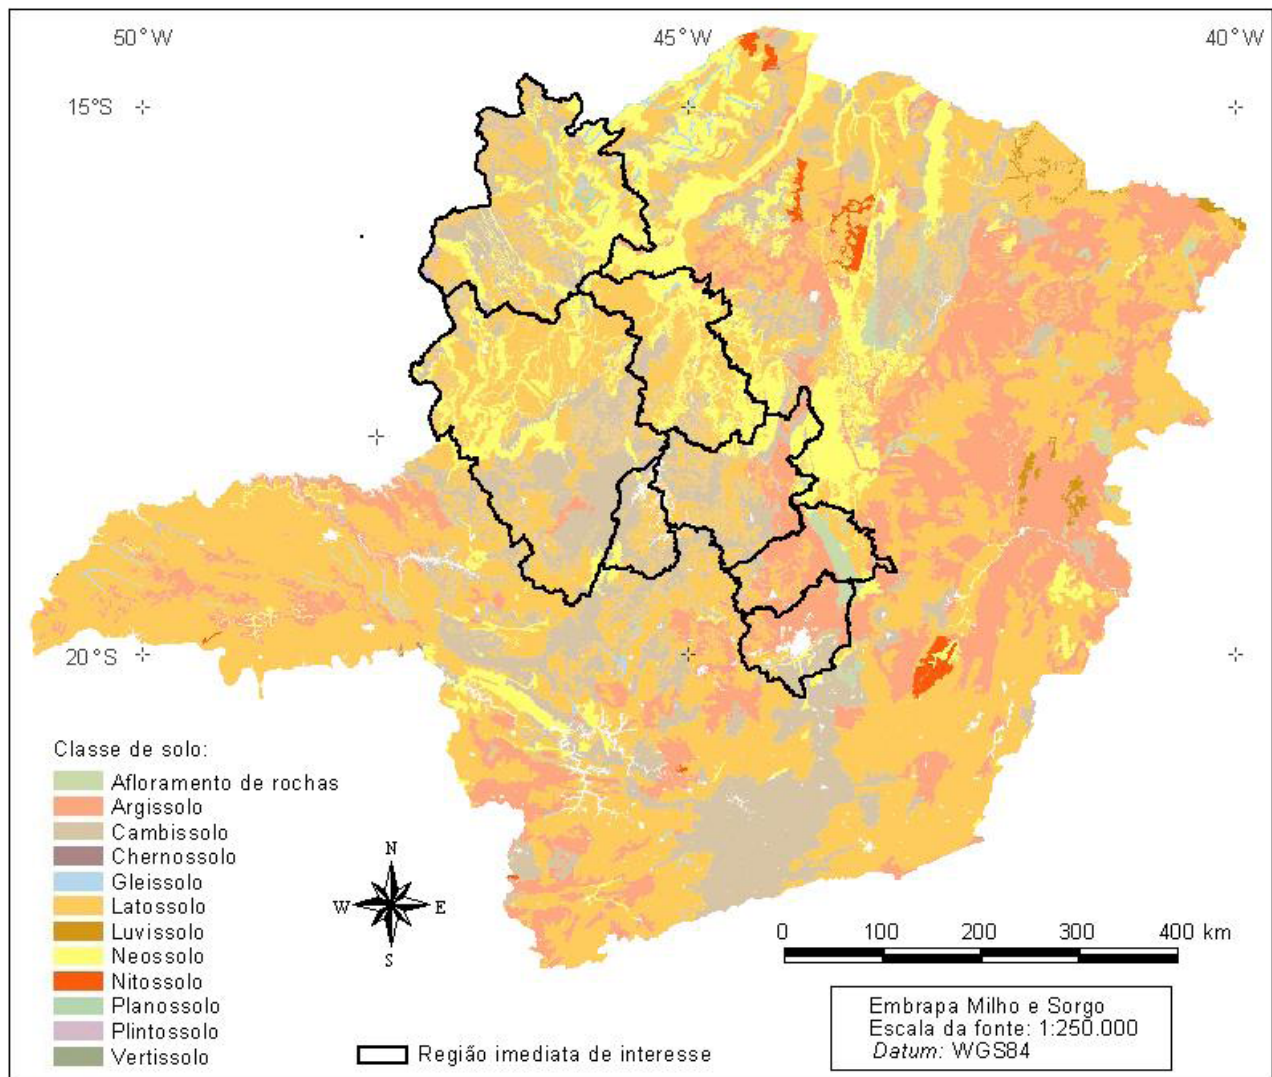 50°W 45°W 40°W
15°S
20°S
Classe de solo:
Afloramento de rochas
Argissolo
Cambissolo
Chernossolo
Gleissolo
Latossolo
Luvissolo
Neossolo
Nitossolo
Planossolo
Plintossolo
Vertissolo
N
W E
S
Região imediata de interesse
0 100 200 300 400 km
Embrapa Milho e Sorgo
Escala da fonte: 1:250.000
Datum: WGS84